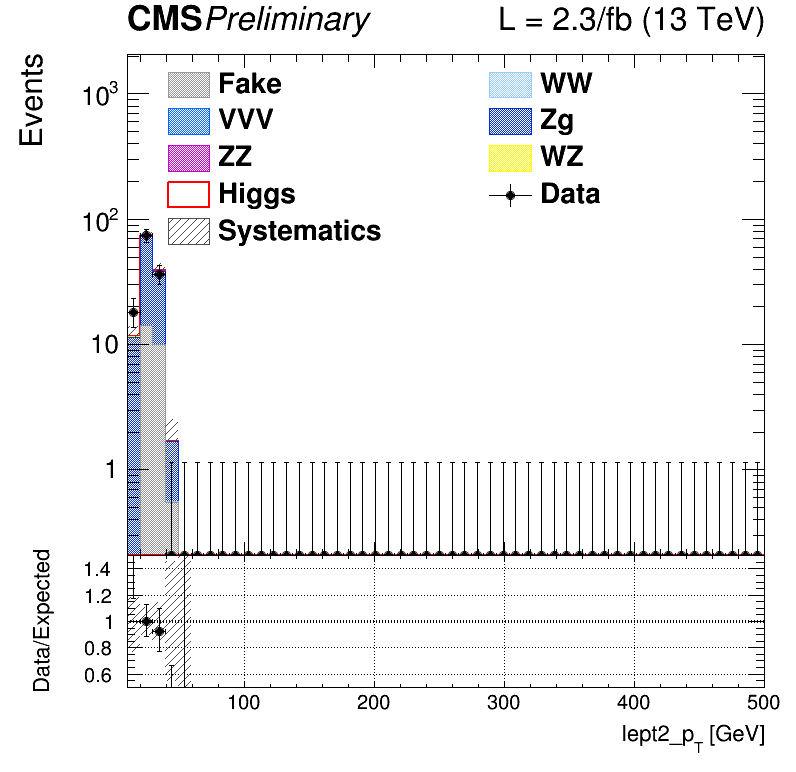 CMS Preliminary L = 2.3/fb (13 TeV)
Events
10³
10²
10
1
Fake WW
VVV Zg
ZZ WZ
Higgs Data
Systematics
Data/Expected
1.4
1.2
1
0.8
0.6
100 200 300 400 500
lept2_p_T [GeV]